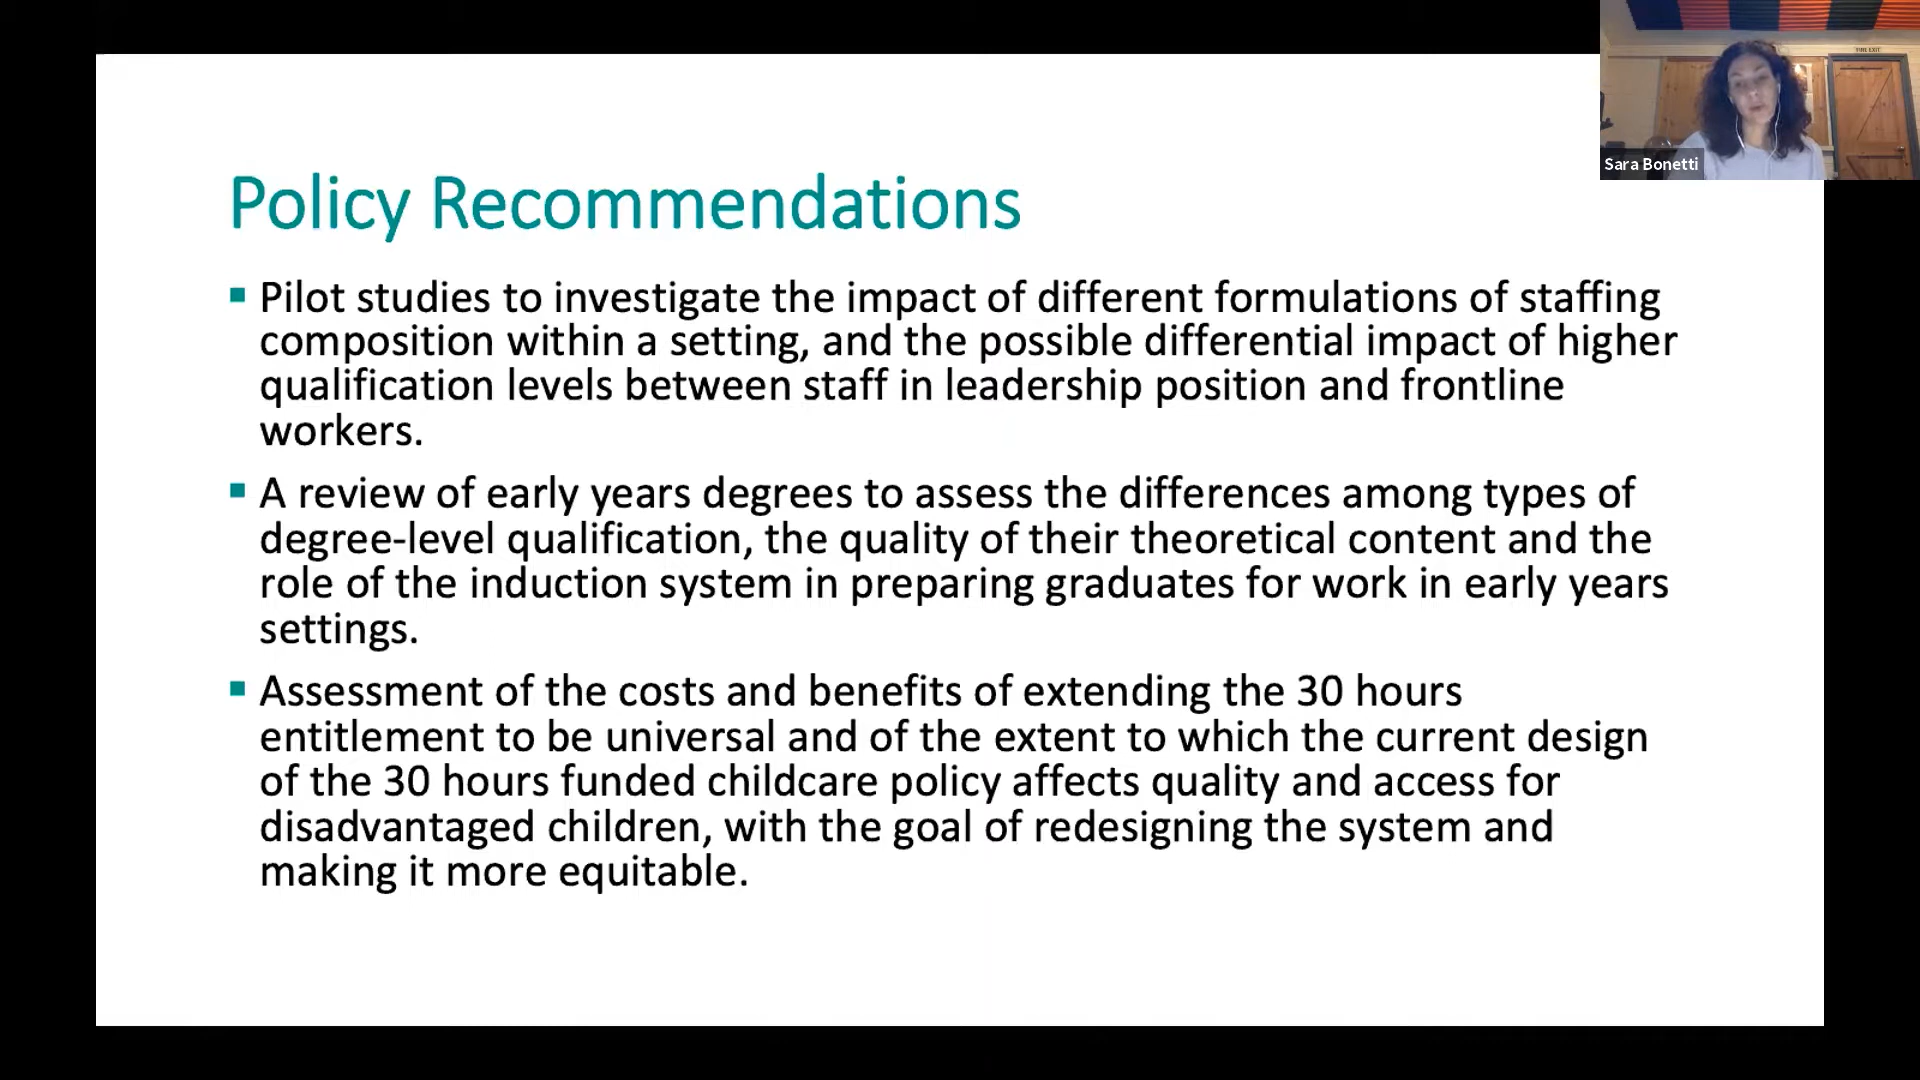 FIRE EXIT
Sara Bonetti
Policy Recommendations
Pilot studies to investigate the impact of different formulations of staffing
composition within a setting, and the possible differential impact of higher
qualification levels between staff in leadership position and frontline
workers.
A review of early years degrees to assess the differences among types of
degree-level qualification, the quality of their theoretical content and the
role of the induction system in preparing graduates for work in early years
settings.
Assessment of the costs and benefits of extending the 30 hours
entitlement to be universal and of the extent to which the current design
of the 30 hours funded childcare policy affects quality and access for
disadvantaged children, with the goal of redesigning the system and
making it more equitable.